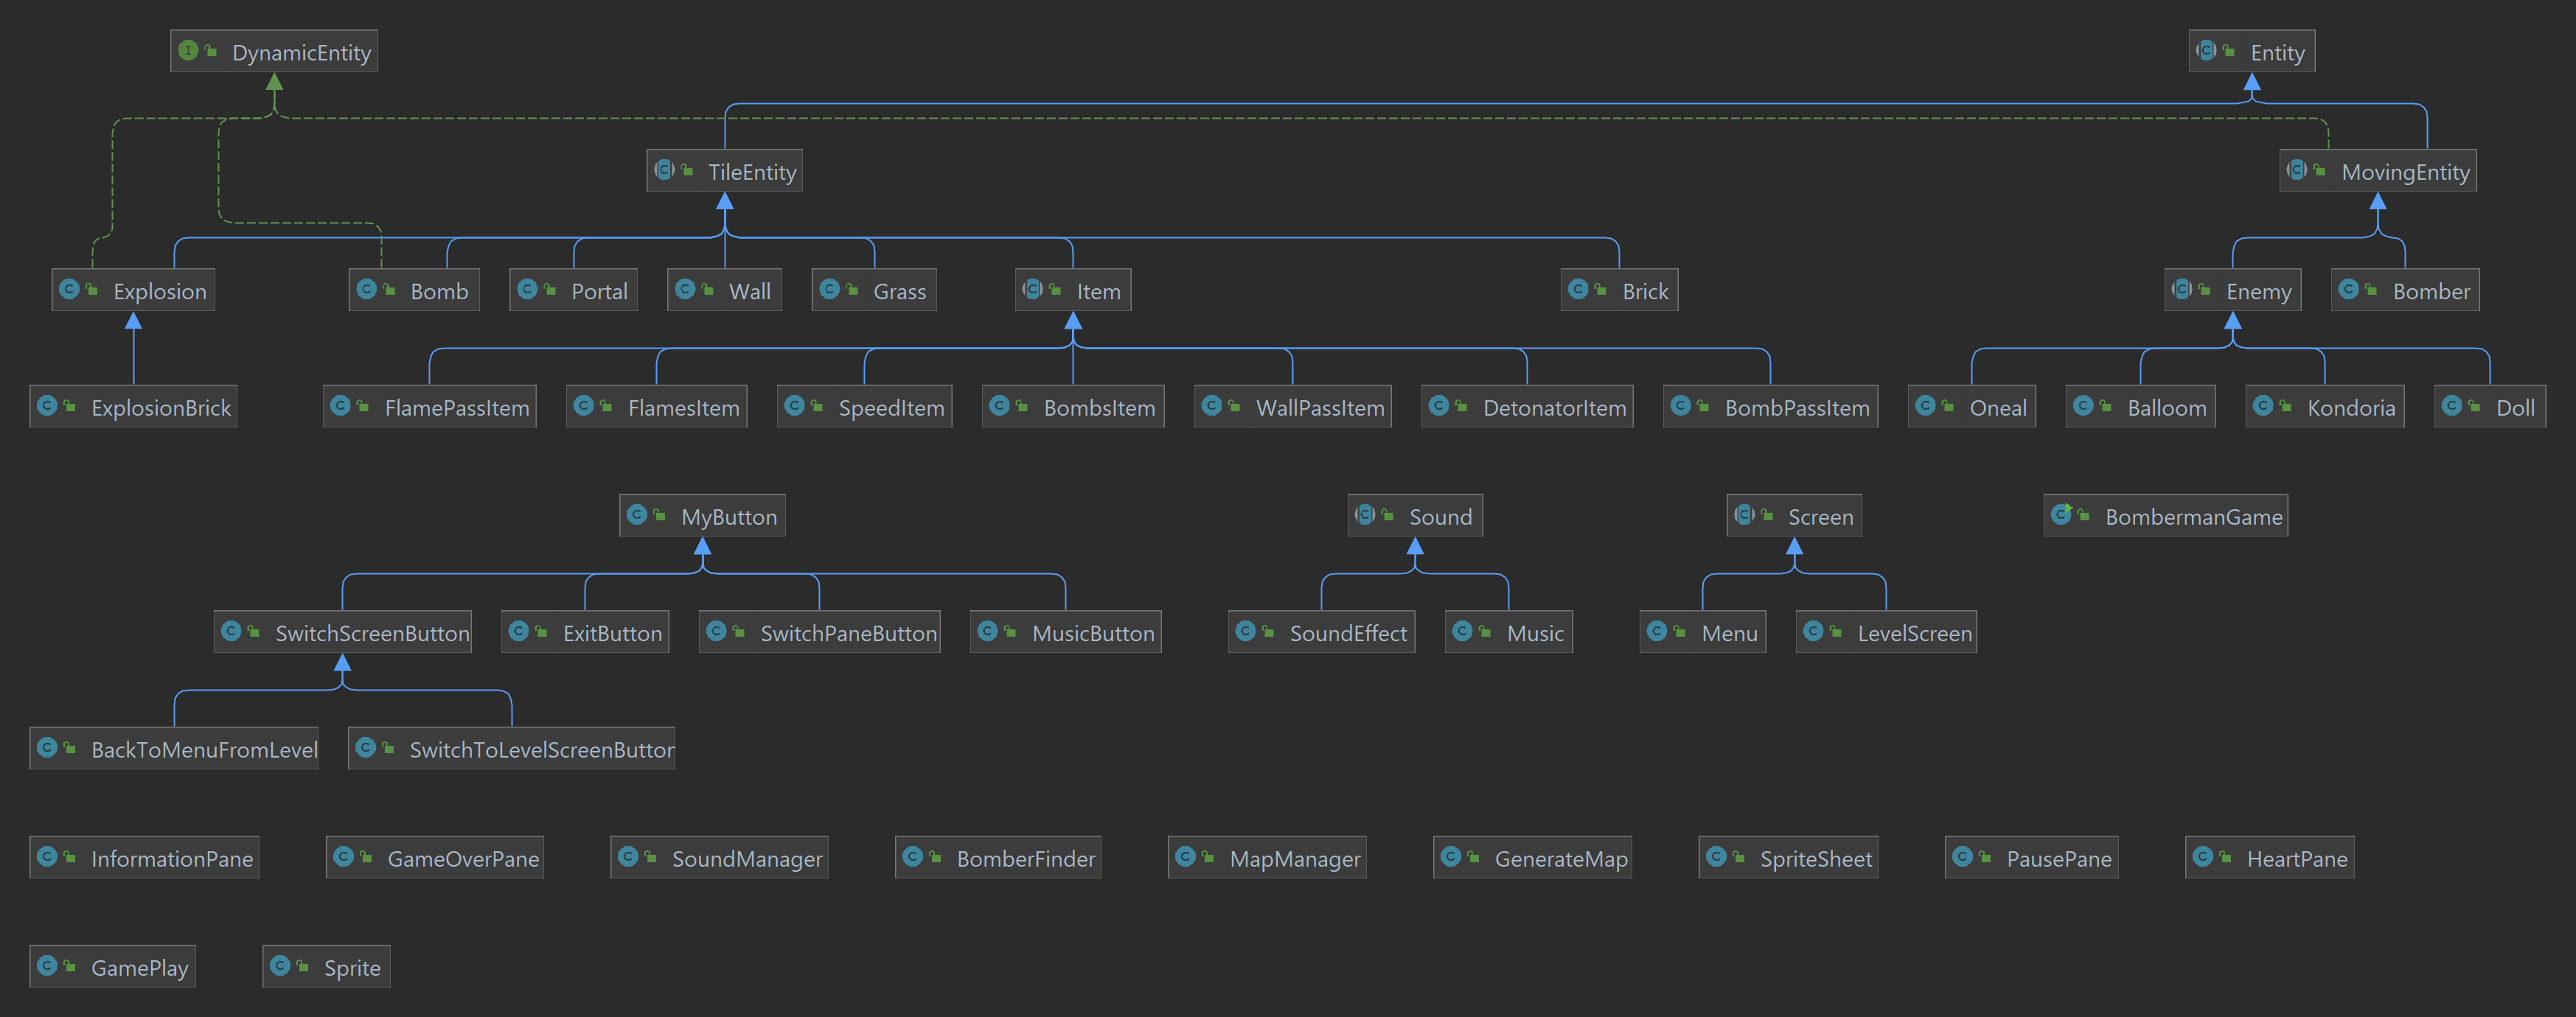 DynamicEntity
Entity
TileEntity
MovingEntity
Explosion
Bomb
Portal
Wall
Grass
Item
Brick
Enemy
Bomber
ExplosionBrick
FlamePassItem
FlamesItem
SpeedItem
BombsItem
WallPassItem
DetonatorItem
BombPassItem
Oneal
Balloom
Kondoria
Doll
MyButton
Sound
Screen
BombermanGame
SwitchScreenButton
ExitButton
SwitchPaneButton
MusicButton
SoundEffect
Music
Menu
LevelScreen
BackToMenuFromLevel
SwitchToLevelScreenButton
InformationPane
GameOverPane
SoundManager
BomberFinder
MapManager
GenerateMap
SpriteSheet
PausePane
HeartPane
GamePlay
Sprite